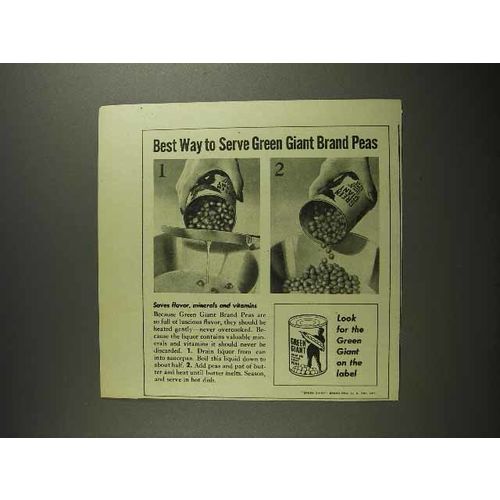 Best Way to Serve Green Giant Brand Peas
1
2
GREEN GIANT
Saves flavor, minerals and vitamins
Because Green Giant Brand Peas are
so full of luscious flavor, they should be
heated gently—never overcooked. Be-
cause the liquor contains valuable min-
erals and vitamins it should never be
discarded. 1. Drain liquor from can
into saucepan. Boil this liquid down to
about half. 2. Add peas and pat of but-
ter and heat until butter melts. Season,
and serve in hot dish.
GREEN
GIANT
Look
for the
Green
Giant
on the
label